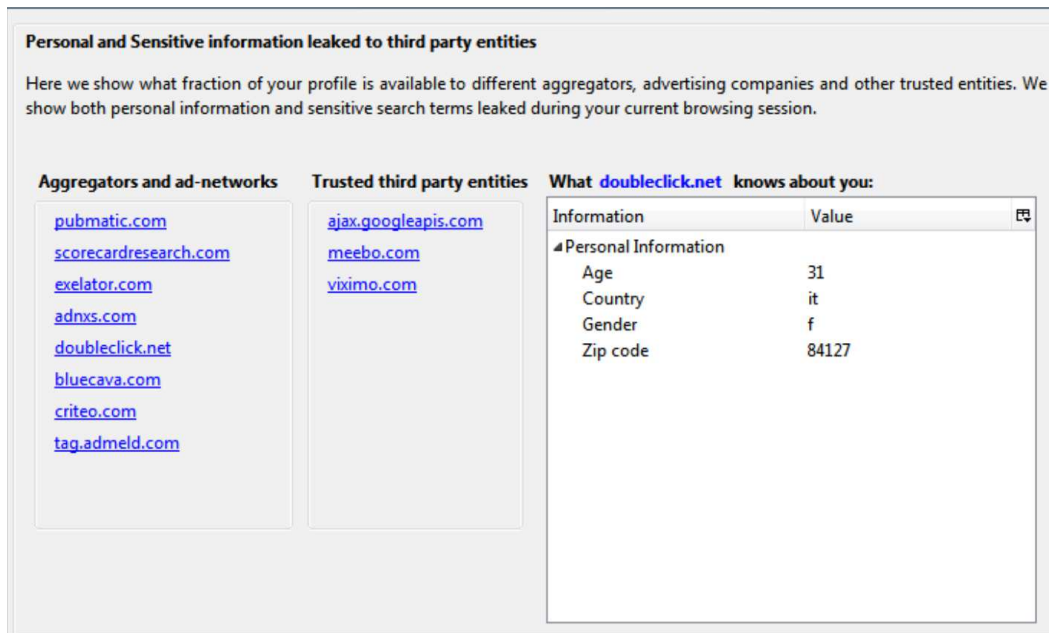 Personal and Sensitive information leaked to third party entities
Here we show what fraction of your profile is available to different aggregators, advertising companies and other trusted entities. We
show both personal information and sensitive search terms leaked during your current browsing session.
Aggregators and ad-networks
pubmatic.com
scorecardresearch.com
exelator.com
adnxs.com
doubleclick.net
bluecava.com
criteo.com
tag.admeld.com
Trusted third party entities
ajax.googleapis.com
meebo.com
viximo.com
What doubleclick.net knows about you:
Information Value
Personal Information
Age 31
Country it
Gender f
Zip code 84127